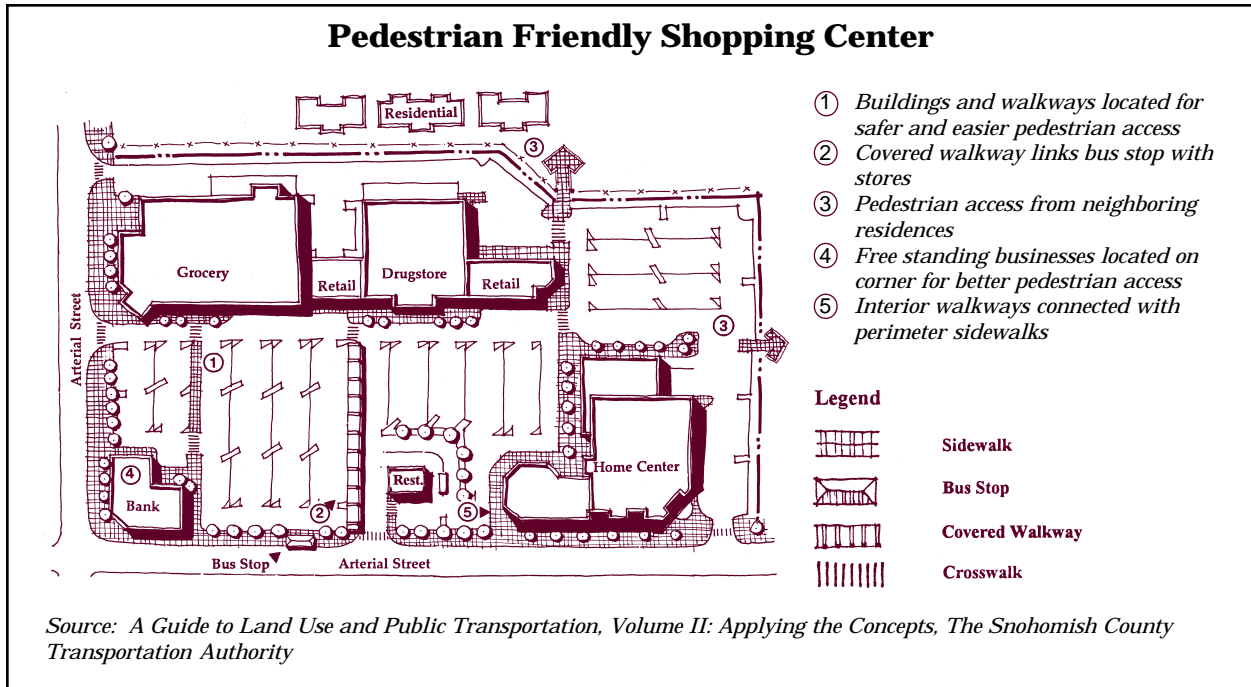 Pedestrian Friendly Shopping Center
Residential
Grocery
Retail
Drugstore
Retail
Arterial Street
Home Center
Rest.
Bank
Bus Stop
Arterial Street
1
2
3
3
4
5
1 Buildings and walkways located for
safer and easier pedestrian access
2 Covered walkway links bus stop with
stores
3 Pedestrian access from neighboring
residences
4 Free standing businesses located on
corner for better pedestrian access
5 Interior walkways connected with
perimeter sidewalks
Legend
Sidewalk
Bus Stop
Covered Walkway
Crosswalk
Source: A Guide to Land Use and Public Transportation, Volume II: Applying the Concepts, The Snohomish County
Transportation Authority